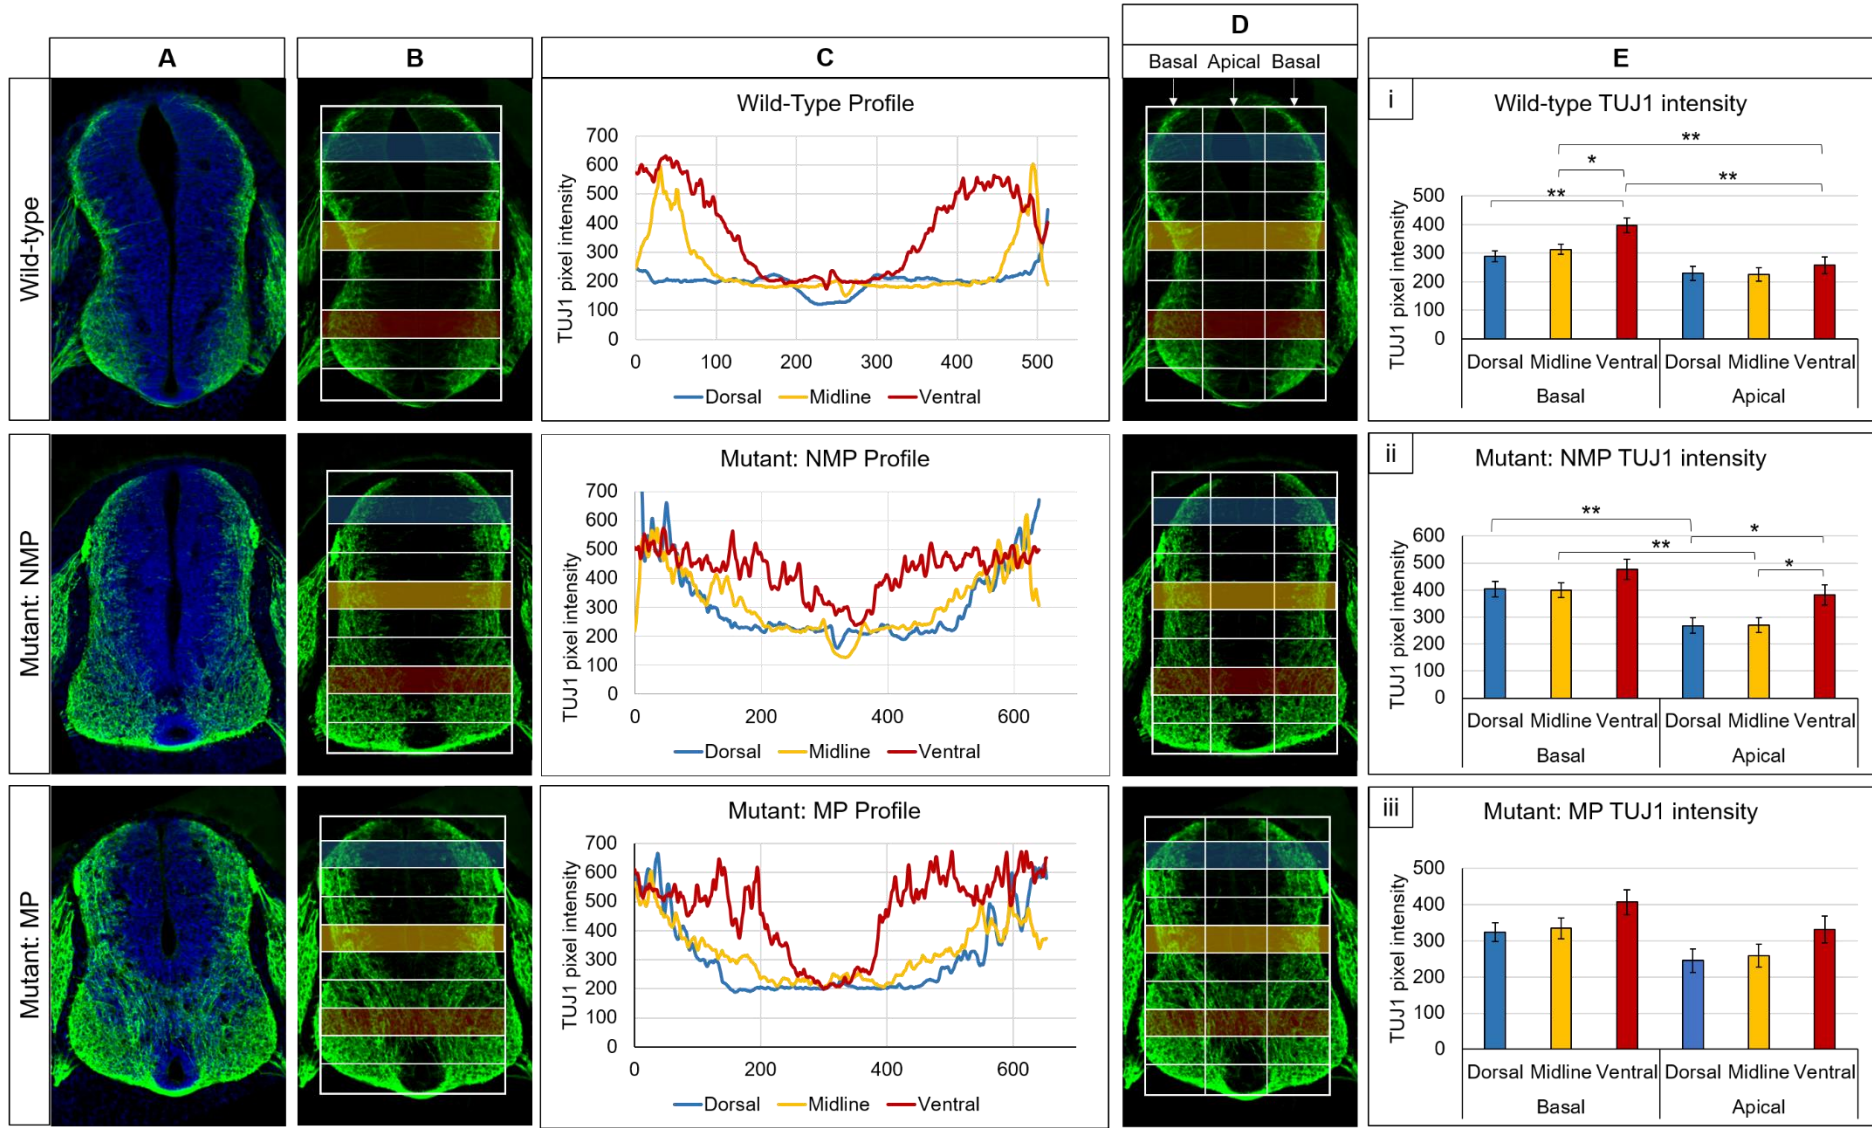 A
B
C
D
Basal Apical Basal
E
Wild-type
Wild-Type Profile
TUJ1 pixel intensity
700
600
500
400
300
200
100
0
0 100 200 300 400 500
Dorsal Midline Ventral
i
Wild-type TUJ1 intensity
TUJ1 pixel intensity
500
400
300
200
100
0
**
*
**
**
Dorsal Midline Ventral Dorsal Midline Ventral
Basal Apical
Mutant: NMP
Mutant: NMP Profile
TUJ1 pixel intensity
700
600
500
400
300
200
100
0
0 200 400 600
Dorsal Midline Ventral
ii
Mutant: NMP TUJ1 intensity
TUJ1 pixel intensity
600
500
400
300
200
100
0
**
*
**
*
Dorsal Midline Ventral Dorsal Midline Ventral
Basal Apical
Mutant: MP
Mutant: MP Profile
TUJ1 pixel intensity
700
600
500
400
300
200
100
0
0 200 400 600
Dorsal Midline Ventral
iii
Mutant: MP TUJ1 intensity
TUJ1 pixel intensity
500
400
300
200
100
0
Dorsal Midline Ventral Dorsal Midline Ventral
Basal Apical